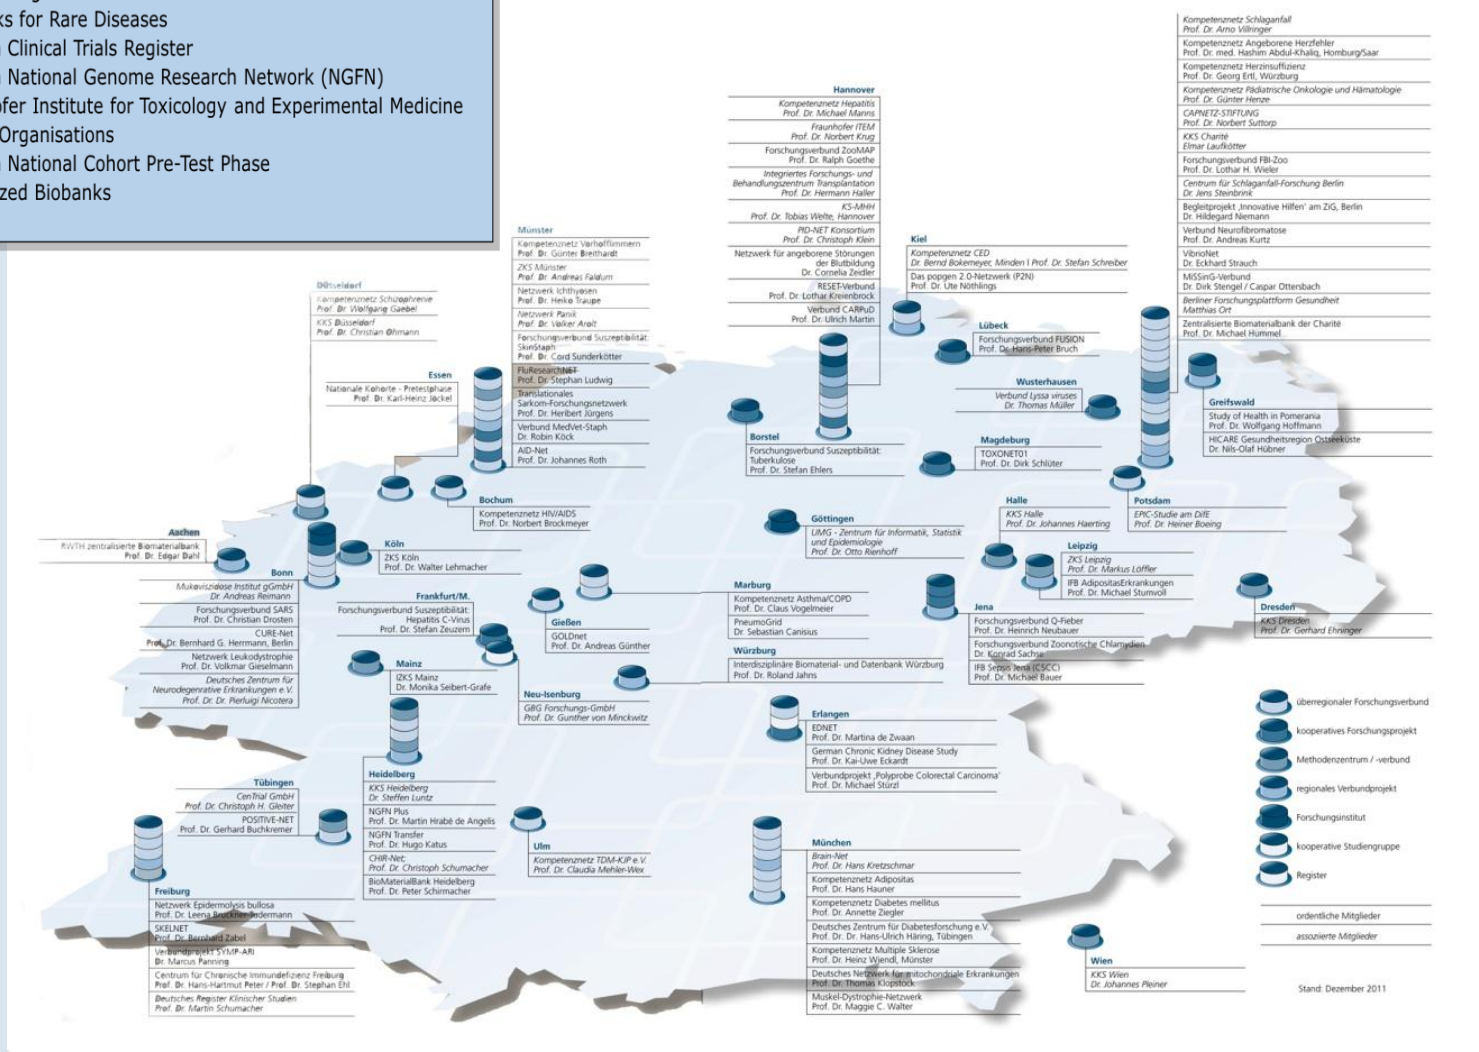 ks for Rare Diseases
Clinical Trials Register
National Genome Research Network (NGFN)
ofer Institute for Toxicology and Experimental Medicine
Organisations
National Cohort Pre-Test Phase
zed Biobanks
Kompetenznetz Schlaganfall
Prof. Dr. Arno Villringer
Kompetenznetz Angeborene Herzfehler
Prof. Dr. med. Hashim Abdul-Khaliq, Homburg/Saar
Kompetenznetz Herzinsuffizienz
Prof. Dr. Georg Ertl, Würzburg
Kompetenznetz Pädiatrische Onkologie und Hämatologie
Prof. Dr. Günter Henze
CAPNETZ-STIFTUNG
Prof. Dr. Norbert Suttorp
KKS Charité
Elmar Laufkötter
Forschungsverbund FBI-Zoo
Prof. Dr. Lothar H. Wieler
Centrum für Schlaganfall-Forschung Berlin
Dr. Jens Steinbrink
Begleitprojekt ‚Innovative Hilfen' am ZiG, Berlin
Dr. Hildegard Niemann
Verbund Neurofibromatose
Prof. Dr. Andreas Kurtz
VibrioNet
Dr. Eckhard Strauch
MiSSinG-Verbund
Dr. Dirk Stengel / Caspar Ottersbach
Berliner Forschungsplattform Gesundheit
Matthias Ort
Zentralisierte Biomaterialbank der Charité
Prof. Dr. Michael Hummel
Hannover
Kompetenznetz Hepatitis
Prof. Dr. Michael Manns
Fraunhofer ITEM
Prof. Dr. Norbert Krug
Forschungsverbund ZooMAP
Prof. Dr. Ralph Goethe
Integriertes Forschungs- und
Behandlungszentrum Transplantation
Prof. Dr. Hermann Haller
KS-MHH
Prof. Dr. Tobias Welte, Hannover
PID-NET Konsortium
Prof. Dr. Christoph Klein
Netzwerk für angeborene Störungen
der Blutbildung
Dr. Cornelia Zeidler
RESET-Verbund
Prof. Dr. Lothar Kreienbrock
Verbund CARPuD
Prof. Dr. Ulrich Martin
Münster
Kompetenznetz Vorhofflimmern
Prof. Dr. Günter Breithardt
ZKS Münster
Prof. Dr. Andreas Faldum
Netzwerk Ichthyosen
Prof. Dr. Heiko Traupe
Netzwerk Panik
Prof. Dr. Volker Arolt
Forschungsverbund Suszeptibilität:
SkinStaph
Prof. Dr. Cord Sunderkötter
FluResearchNET
Prof. Dr. Stephan Ludwig
Translationales
Sarkom-Forschungsnetzwerk
Prof. Dr. Heribert Jürgens
Verbund MedVet-Staph
Dr. Robin Köck
AID-Net
Prof. Dr. Johannes Roth
Kiel
Kompetenznetz CED
Dr. Bernd Bokemeyer, Minden | Prof. Dr. Stefan Schreiber
Das popgen 2.0-Netzwerk (P2N)
Prof. Dr. Ute Nöthlings
Düsseldorf
Kompetenznetz Schizophrenie
Prof. Dr. Wolfgang Gaebel
KKS Düsseldorf
Prof. Dr. Christian Ohmann
Lübeck
Forschungsverbund FUSION
Prof. Dr. Hans-Peter Bruch
Essen
Nationale Kohorte - Pretestphase
Prof. Dr. Karl-Heinz Jöckel
Wusterhausen
Verbund Lyssa viruses
Dr. Thomas Müller
Greifswald
Study of Health in Pomerania
Prof. Dr. Wolfgang Hoffmann
HICARE Gesundheitsregion Ostseeküste
Dr. Nils-Olaf Hübner
Borstel
Forschungsverbund Suszeptibilität:
Tuberkulose
Prof. Dr. Stefan Ehlers
Magdeburg
TOXONET01
Prof. Dr. Dirk Schlüter
Bochum
Kompetenznetz HIV/AIDS
Prof. Dr. Norbert Brockmeyer
Halle
KKS Halle
Prof. Dr. Johannes Haerting
Potsdam
EPIC-Studie am DifE
Prof. Dr. Heiner Boeing
Göttingen
UMG - Zentrum für Informatik, Statistik
und Epidemiologie
Prof. Dr. Otto Rienhoff
Aachen
RWTH zentralisierte Biomaterialbank
Prof. Dr. Edgar Dahl
Köln
ZKS Köln
Prof. Dr. Walter Lehmacher
Leipzig
ZKS Leipzig
Prof. Dr. Markus Löffler
IFB AdipositasErkrankungen
Prof. Dr. Michael Stumvoll
Bonn
Mukoviszidose Institut gGmbH
Dr. Andreas Reimann
Forschungsverbund SARS
Prof. Dr. Christian Drosten
CURE-Net
Prof. Dr. Bernhard G. Herrmann, Berlin
Netzwerk Leukodystrophie
Prof. Dr. Volkmar Gieselmann
Deutsches Zentrum für
Neurodegenrative Erkrankungen e.V.
Prof. Dr. Dr. Pierluigi Nicotera
Frankfurt/M.
Forschungsverbund Suszeptibilität:
Hepatitis C-Virus
Prof. Dr. Stefan Zeuzem
Gießen
GOLDnet
Prof. Dr. Andreas Günther
Marburg
Kompetenznetz Asthma/COPD
Prof. Dr. Claus Vogelmeier
PneumoGrid
Dr. Sebastian Canisius
Jena
Forschungsverbund Q-Fieber
Prof. Dr. Heinrich Neubauer
Forschungsverbund Zoonotische Chlamydien
Dr. Konrad Sachse
IFB Sepsis Jena (CSCC)
Prof. Dr. Michael Bauer
Dresden
KKS Dresden
Prof. Dr. Gerhard Ehninger
Mainz
IZKS Mainz
Dr. Monika Seibert-Grafe
Würzburg
Interdisziplinäre Biomaterial- und Datenbank Würzburg
Prof. Dr. Roland Jahns
Neu-Isenburg
GBG Forschungs-GmbH
Prof. Dr. Gunther von Minckwitz
Erlangen
EDNET
Prof. Dr. Martina de Zwaan
German Chronic Kidney Disease Study
Prof. Dr. Kai-Uwe Eckardt
Verbundprojekt ‚Polyprobe Colorectal Carcinoma'
Prof. Dr. Michael Stürzl
überregionaler Forschungsverbund
kooperatives Forschungsprojekt
Methodenzentrum / -verbund
regionales Verbundprojekt
Forschungsinstitut
kooperative Studiengruppe
Register
ordentliche Mitglieder
assoziierte Mitglieder
Stand: Dezember 2011
Tübingen
CenTrial GmbH
Prof. Dr. Christoph H. Gleiter
POSITIVE-NET
Prof. Dr. Gerhard Buchkremer
Heidelberg
KKS Heidelberg
Dr. Steffen Luntz
NGFN Plus
Prof. Dr. Martin Hrabé de Angelis
NGFN Transfer
Prof. Dr. Hugo Katus
CHIR-Net;
Prof. Dr. Christoph Schumacher
BioMaterialBank Heidelberg
Prof. Dr. Peter Schirmacher
Ulm
Kompetenznetz TDM-KJP e.V.
Prof. Dr. Claudia Mehler-Wex
München
Brain-Net
Prof. Dr. Hans Kretzschmar
Kompetenznetz Adipositas
Prof. Dr. Hans Hauner
Kompetenznetz Diabetes mellitus
Prof. Dr. Annette Ziegler
Deutsches Zentrum für Diabetesforschung e.V.
Prof. Dr. Dr. Hans-Ulrich Häring, Tübingen
Kompetenznetz Multiple Sklerose
Prof. Dr. Heinz Wiendl, Münster
Deutsches Netzwerk für mitochondriale Erkrankungen
Prof. Dr. Thomas Klopstock
Muskel-Dystrophie-Netzwerk
Prof. Dr. Maggie C. Walter
Freiburg
Netzwerk Epidermolysis bullosa
Prof. Dr. Leena Bruckner-Tudermann
SKELNET
Prof. Dr. Bernhard Zabel
Verbundprojekt SYMP-ARI
Dr. Marcus Panning
Centrum für Chronische Immundefizienz Freiburg
Prof. Dr. Hans-Hartmut Peter / Prof. Dr. Stephan Ehl
Deutsches Register Klinischer Studien
Prof. Dr. Martin Schumacher
Wien
KKS Wien
Dr. Johannes Pleiner